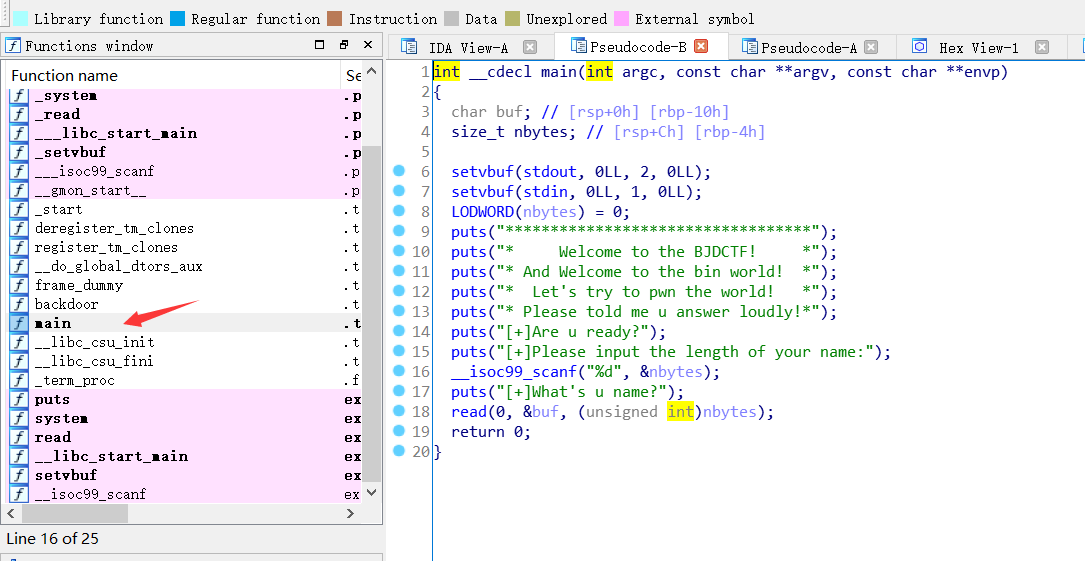 Library function Regular function Instruction Data Unexplored External symbol
Functions window
Function name Se
_system .p
_read .p
___libc_start_main .p
_setvbuf .p
___isoc99_scanf .p
__gmon_start__ .p
_start .t
deregister_tm_clones .t
register_tm_clones .t
__do_global_dtors_aux .t
frame_dummy .t
backdoor .t
main .t
__libc_csu_init .t
__libc_csu_fini .t
_term_proc .f
puts ex
system ex
read ex
__libc_start_main ex
setvbuf ex
__isoc99_scanf ex
Line 16 of 25
IDA View-A Pseudocode-B Pseudocode-A Hex View-1
1 int __cdecl main(int argc, const char **argv, const char **envp)
2 {
3 char buf; // [rsp+0h] [rbp-10h]
4 size_t nbytes; // [rsp+Ch] [rbp-4h]
5
6 setvbuf(stdout, 0LL, 2, 0LL);
7 setvbuf(stdin, 0LL, 1, 0LL);
8 LODWORD(nbytes) = 0;
9 puts("**********************************");
10 puts("*     Welcome to the BJDCTF!     *");
11 puts("* And Welcome to the bin world!  *");
12 puts("*  Let's try to pwn the world!   *");
13 puts("* Please told me u answer loudly!*");
14 puts("[+]Are u ready?");
15 puts("[+]Please input the length of your name:");
16 __isoc99_scanf("%d", &nbytes);
17 puts("[+]What's u name?");
18 read(0, &buf, (unsigned int)nbytes);
19 return 0;
20 }